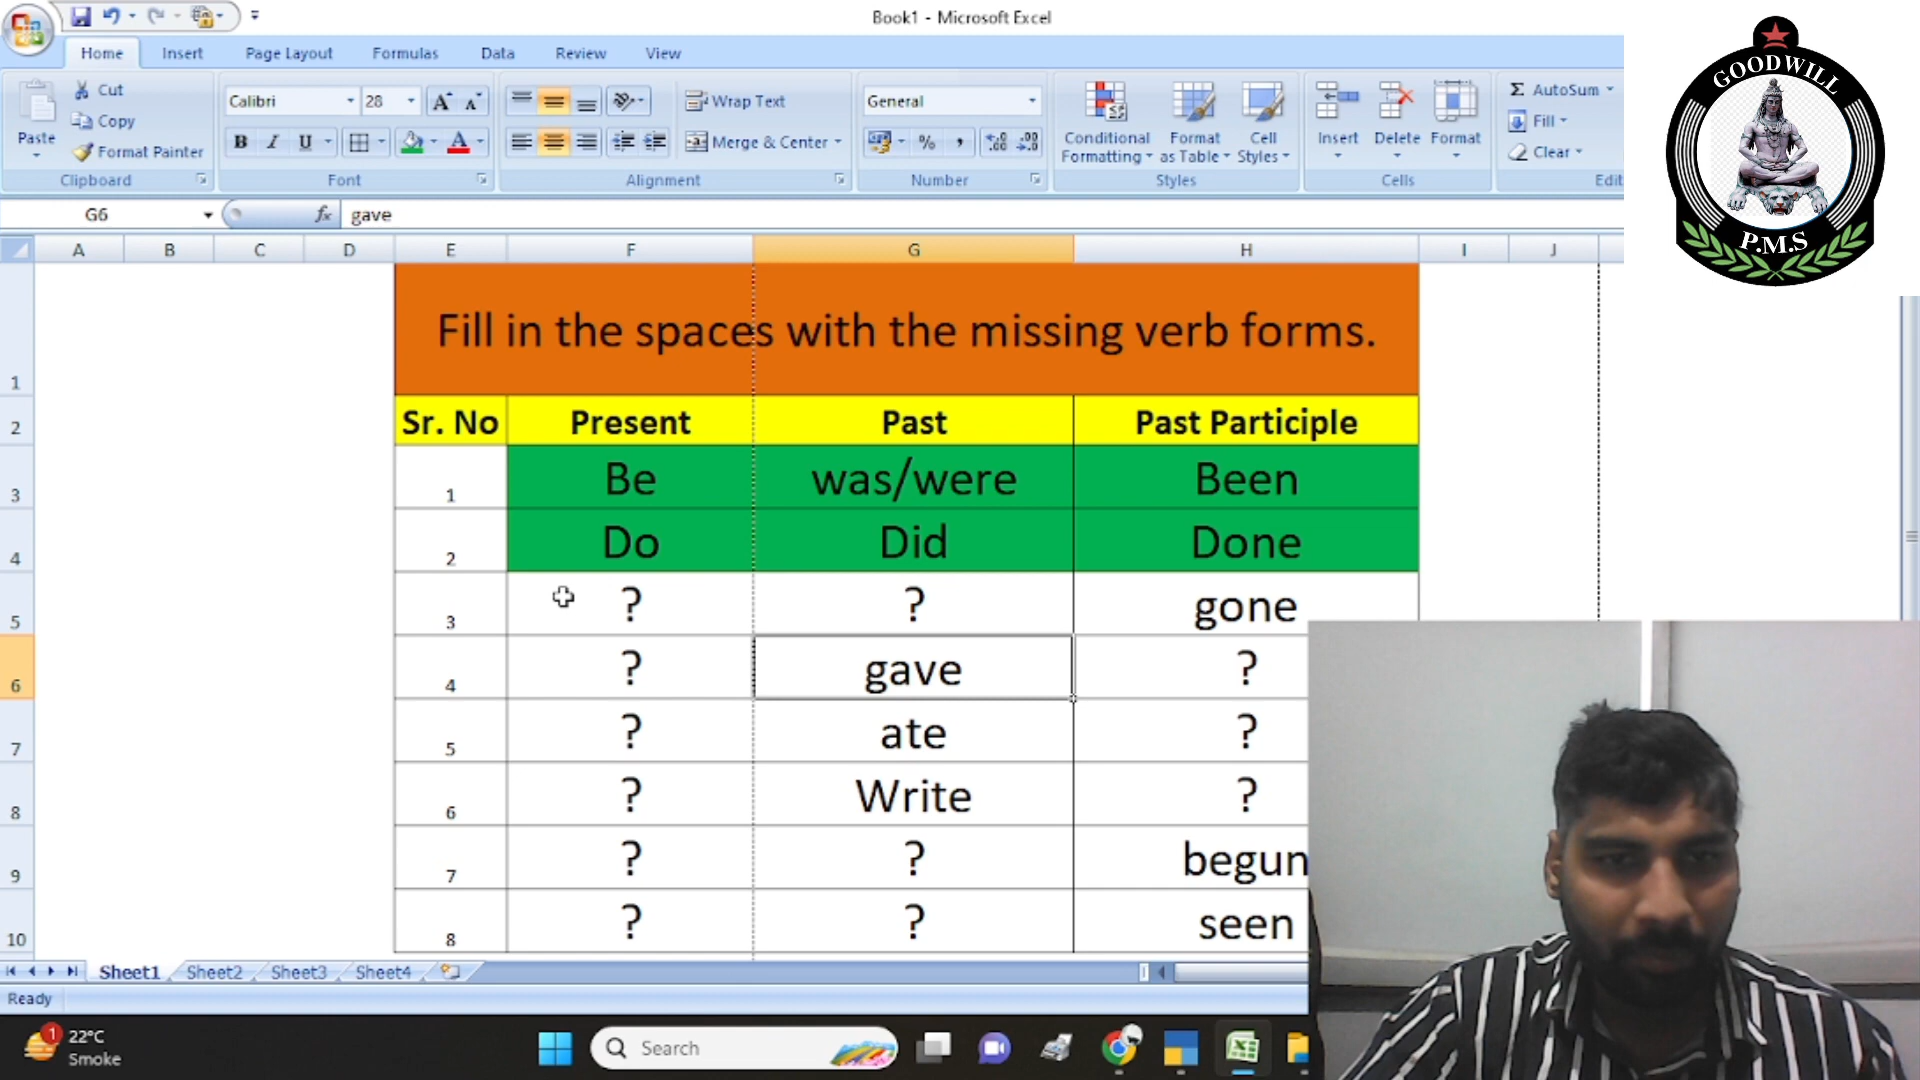 Book1 - Microsoft Excel
Home Insert Page Layout Formulas Data Review View
Paste Cut Copy Format Painter Clipboard
Calibri 28 A A B I U A Font
Wrap Text Merge & Center Alignment
General % , Number
Conditional Formatting Format as Table Cell Styles Styles
Insert Delete Format Cells
Σ AutoSum Fill Clear Edit
G6 fx gave
A B C D E F G H I J
1 Fill in the spaces with the missing verb forms.
2 Sr. No Present Past Past Participle
3 1 Be was/were Been
4 2 Do Did Done
5 3 ? ? gone
6 4 ? gave ?
7 5 ? ate ?
8 6 ? Write ?
9 7 ? ? begun
10 8 ? ? seen
Sheet1 Sheet2 Sheet3 Sheet4
Ready
1 22°C
Smoke
Search
GOODWILL
P.M.S